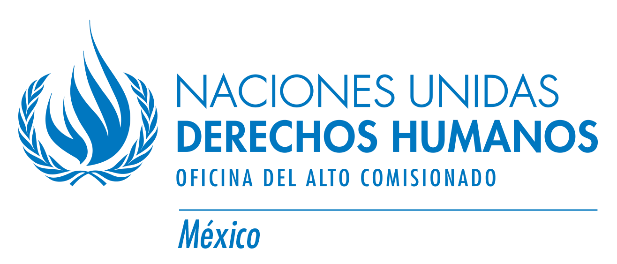 NACIONES UNIDAS
DERECHOS HUMANOS
OFICINA DEL ALTO COMISIONADO
México